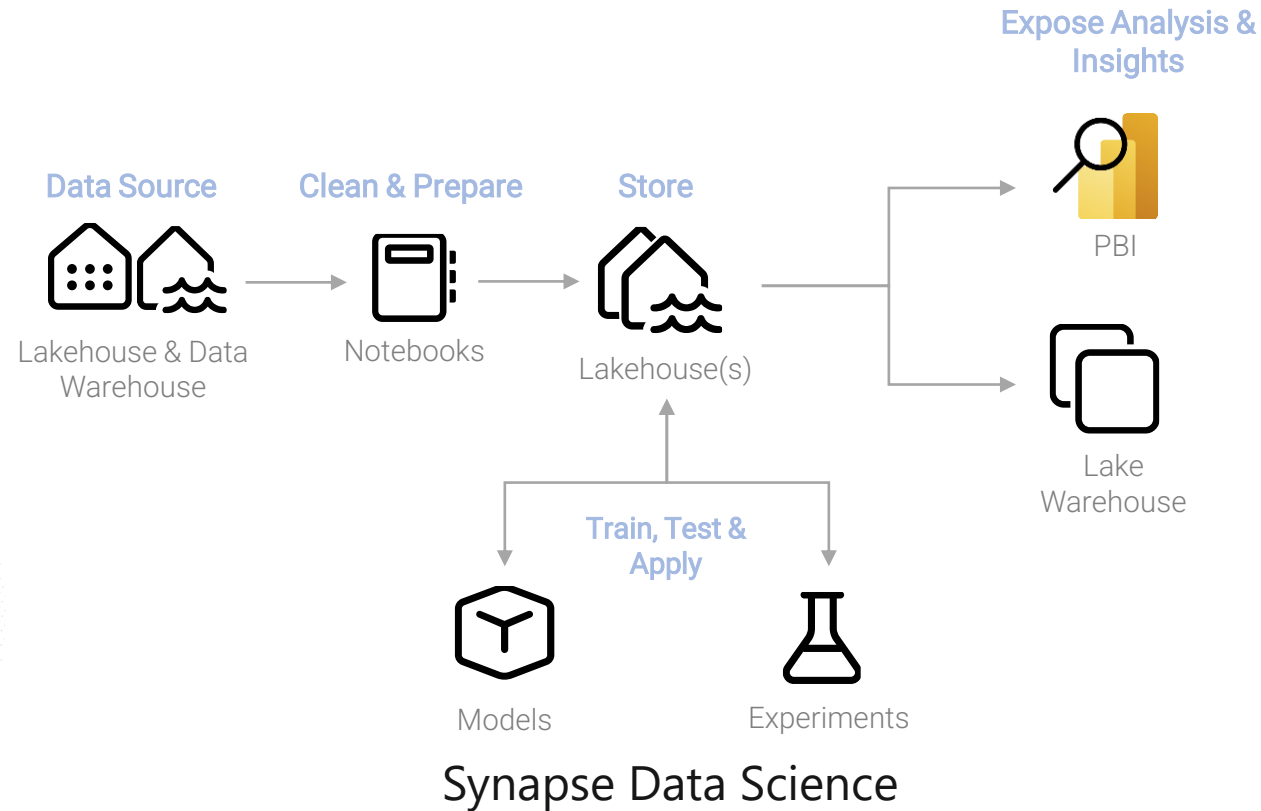 Expose Analysis &
Insights
Data Source
Clean & Prepare
Store
PBI
Lakehouse & Data
Warehouse
Notebooks
Lakehouse(s)
Lake
Warehouse
Train, Test &
Apply
Models
Experiments
Synapse Data Science